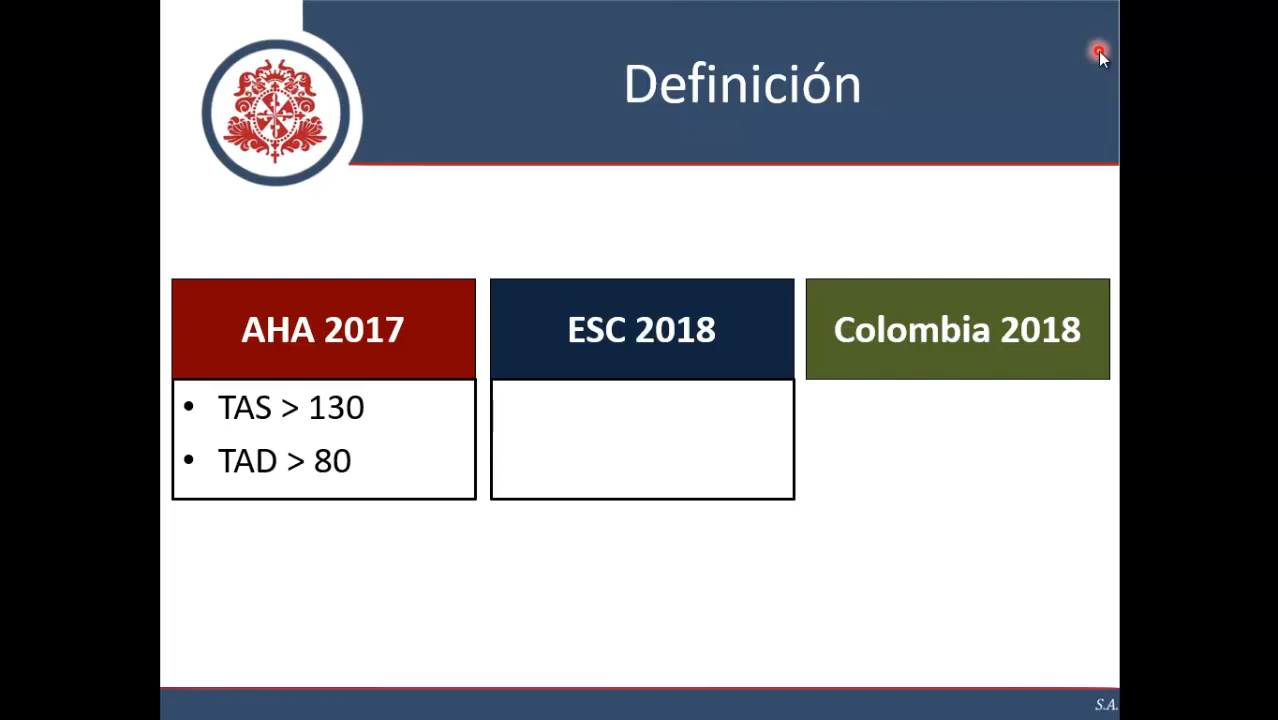 Definición
AHA 2017
ESC 2018
Colombia 2018
• TAS > 130
• TAD > 80
S.A.